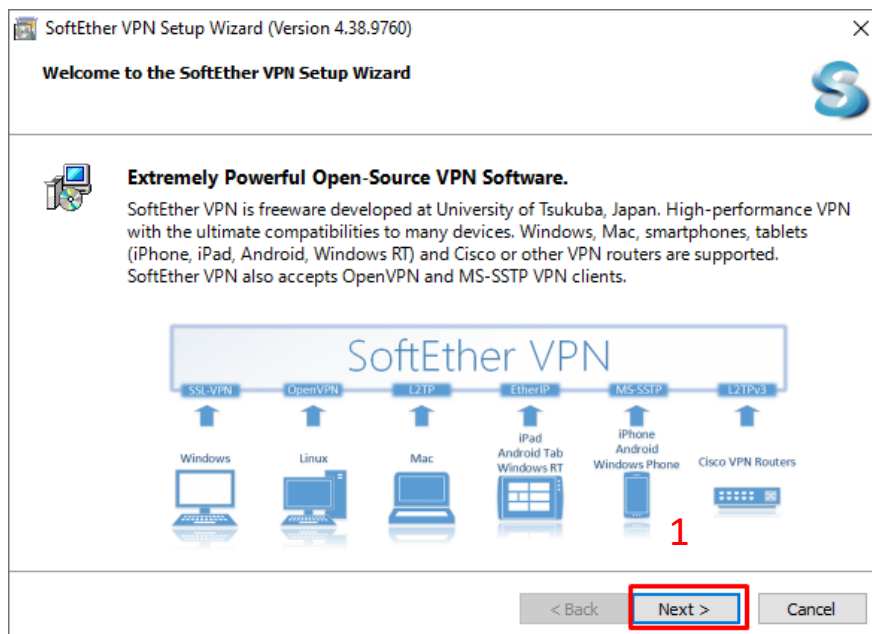 SoftEther VPN Setup Wizard (Version 4.38.9760)
Welcome to the SoftEther VPN Setup Wizard
Extremely Powerful Open-Source VPN Software.
SoftEther VPN is freeware developed at University of Tsukuba, Japan. High-performance VPN
with the ultimate compatibilities to many devices. Windows, Mac, smartphones, tablets
(iPhone, iPad, Android, Windows RT) and Cisco or other VPN routers are supported.
SoftEther VPN also accepts OpenVPN and MS-SSTP VPN clients.
SoftEther VPN
SSL-VPN OpenVPN L2TP EtherIP MS-SSTP L2TPv3
Windows
Linux
Mac
iPad
Android Tab
Windows RT
iPhone
Android
Windows Phone
Cisco VPN Routers
1
< Back Next > Cancel